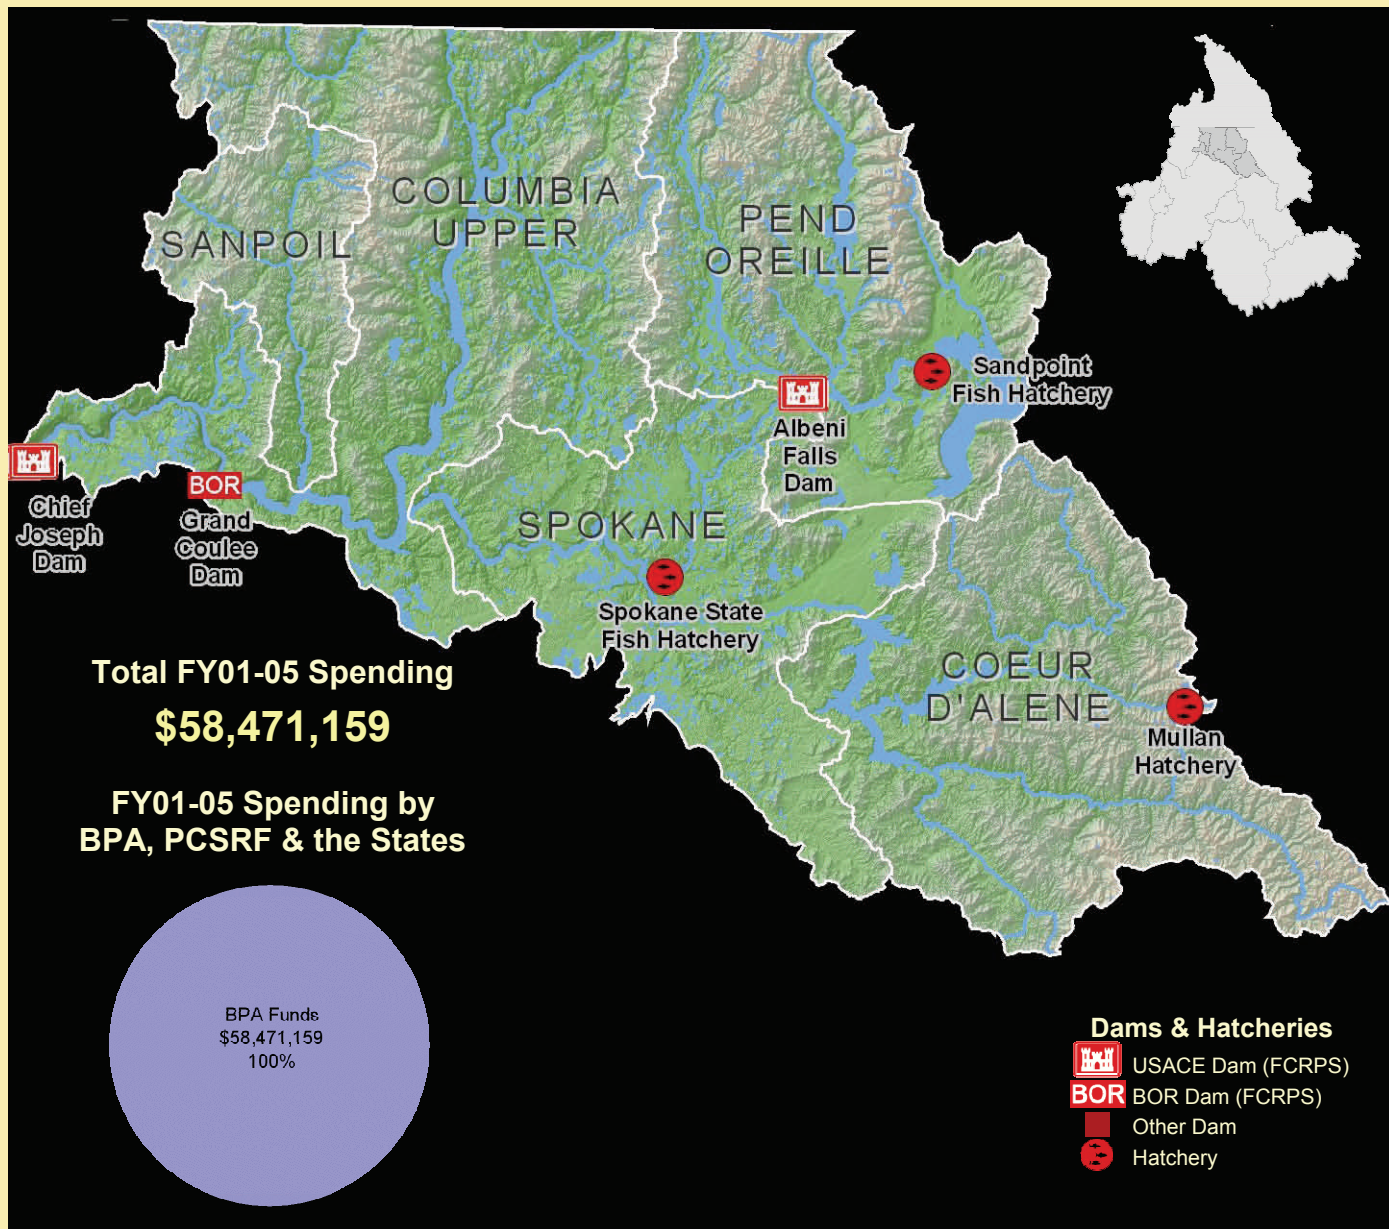 COLUMBIA
UPPER
PEND
OREILLE
SANPOIL
Sandpoint
Fish Hatchery
Albeni
Falls
Dam
BOR
Chief
Joseph
Dam
Grand
Coulee
Dam
SPOKANE
Spokane State
Fish Hatchery
COEUR
D'ALENE
Mullan
Hatchery
Total FY01-05 Spending
$58,471,159
FY01-05 Spending by
BPA, PCSRF & the States
BPA Funds
$58,471,159
100%
Dams & Hatcheries
USACE Dam (FCRPS)
BOR BOR Dam (FCRPS)
Other Dam
Hatchery